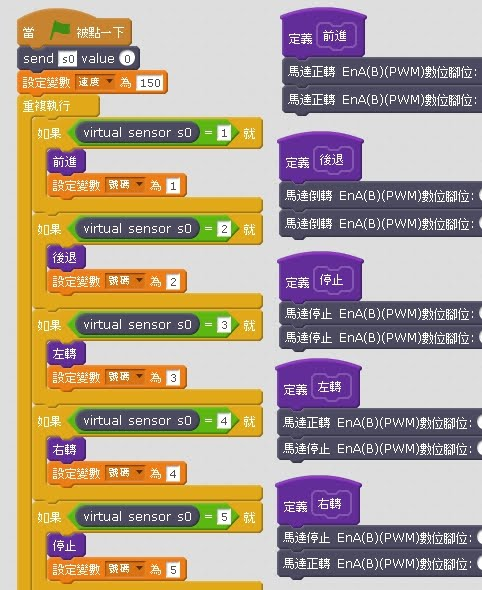 當 被點一下
send s0 value 0
設定變數 速度 為 150
重複執行
如果 virtual sensor s0 = 1 就
前進
設定變數 號碼 為 1
如果 virtual sensor s0 = 2 就
後退
設定變數 號碼 為 2
如果 virtual sensor s0 = 3 就
左轉
設定變數 號碼 為 3
如果 virtual sensor s0 = 4 就
右轉
設定變數 號碼 為 4
如果 virtual sensor s0 = 5 就
停止
設定變數 號碼 為 5
定義 前進
馬達正轉 EnA(B)(PWM)數位腳位:
馬達正轉 EnA(B)(PWM)數位腳位:
定義 後退
馬達倒轉 EnA(B)(PWM)數位腳位:
馬達倒轉 EnA(B)(PWM)數位腳位:
定義 停止
馬達停止 EnA(B)(PWM)數位腳位:
馬達停止 EnA(B)(PWM)數位腳位:
定義 左轉
馬達正轉 EnA(B)(PWM)數位腳位:
馬達停止 EnA(B)(PWM)數位腳位:
定義 右轉
馬達停止 EnA(B)(PWM)數位腳位:
馬達正轉 EnA(B)(PWM)數位腳位: